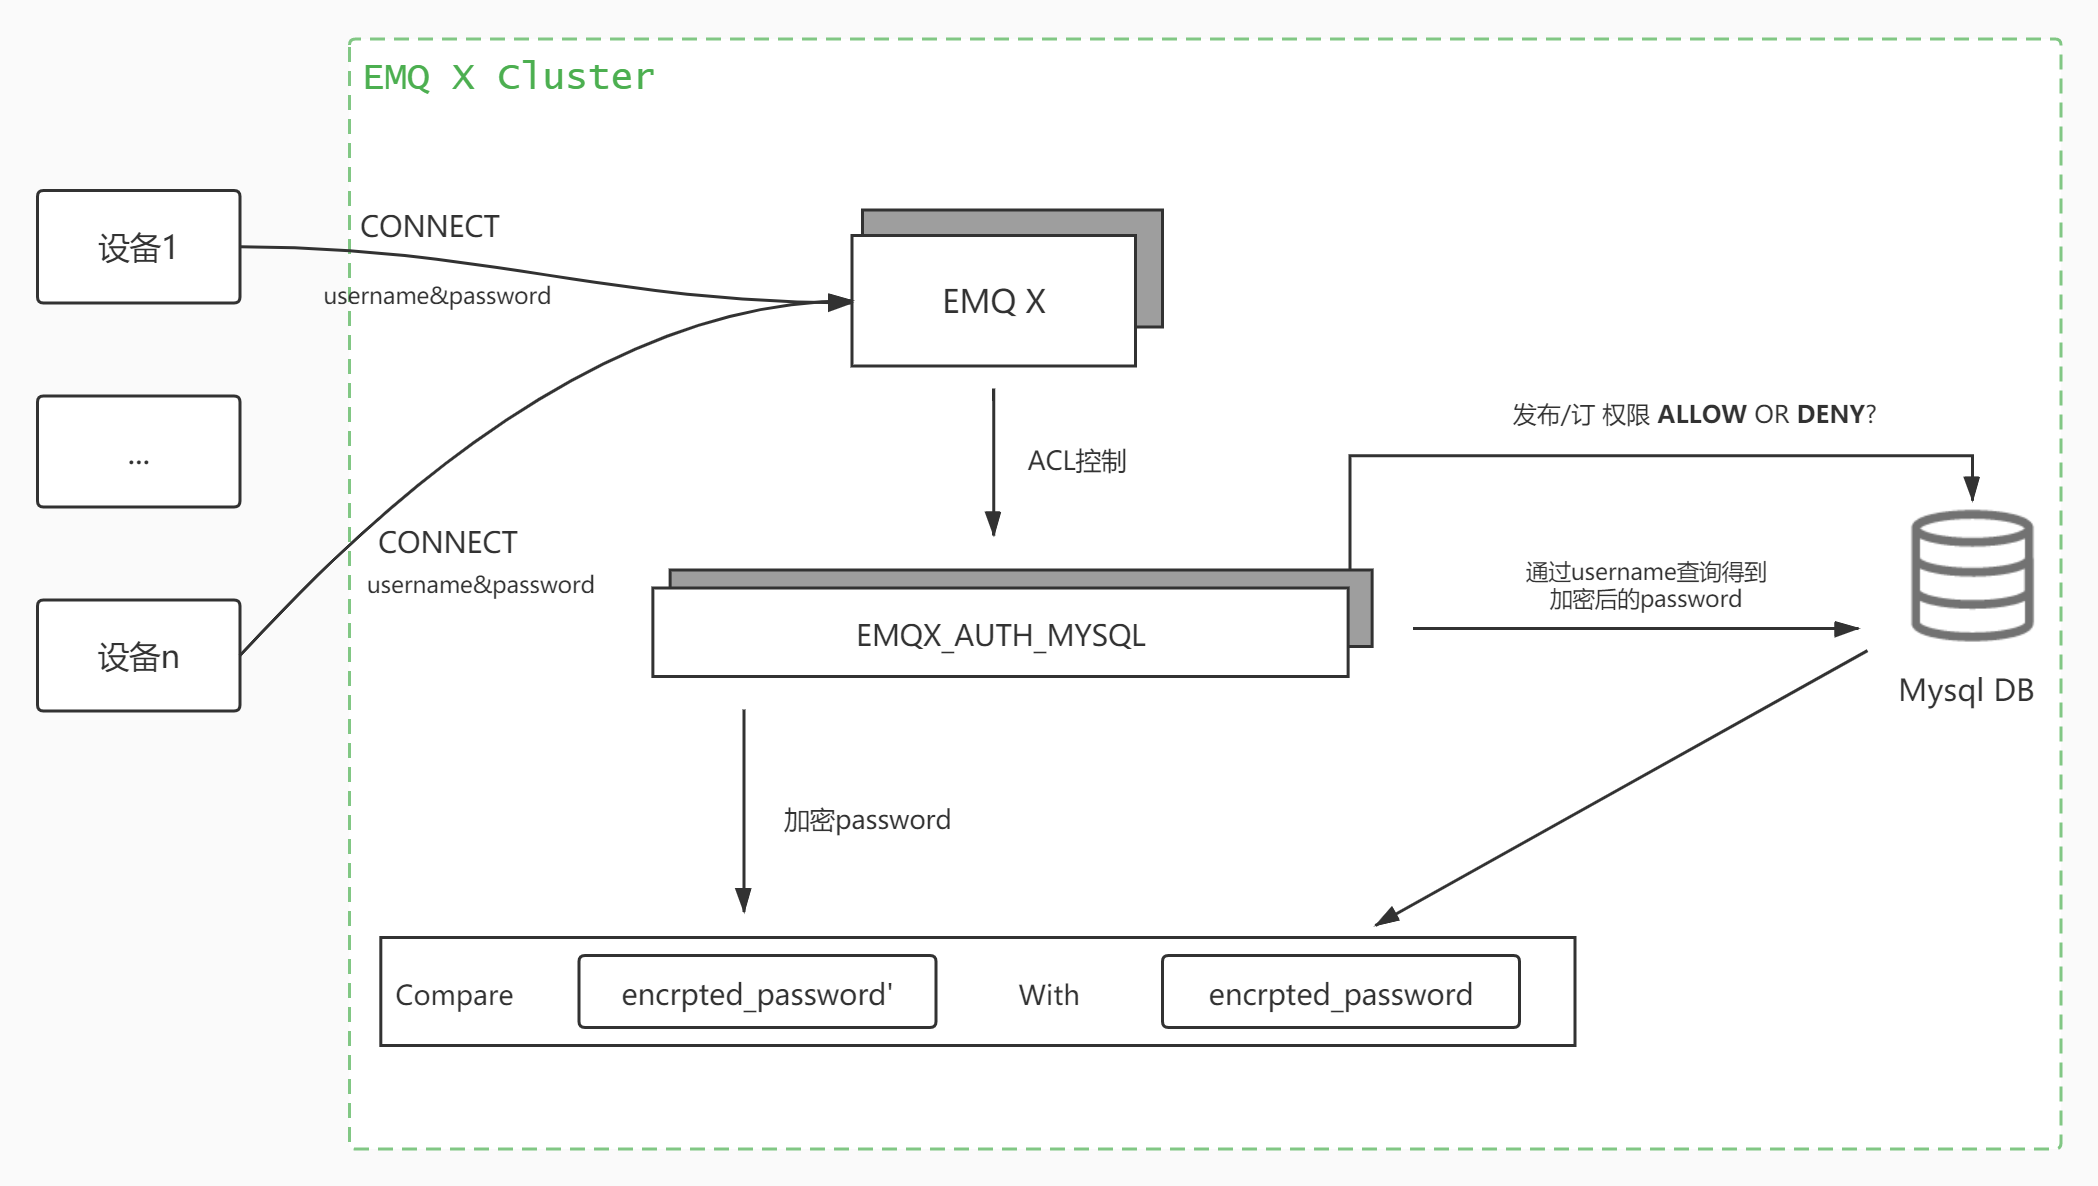 EMQ X Cluster
设备1
CONNECT
username&password
EMQ X
...
ACL控制
发布/订 权限 ALLOW OR DENY?
CONNECT
username&password
设备n
EMQX_AUTH_MYSQL
通过username查询得到
加密后的password
Mysql DB
加密password
Compare
encrpted_password'
With
encrpted_password